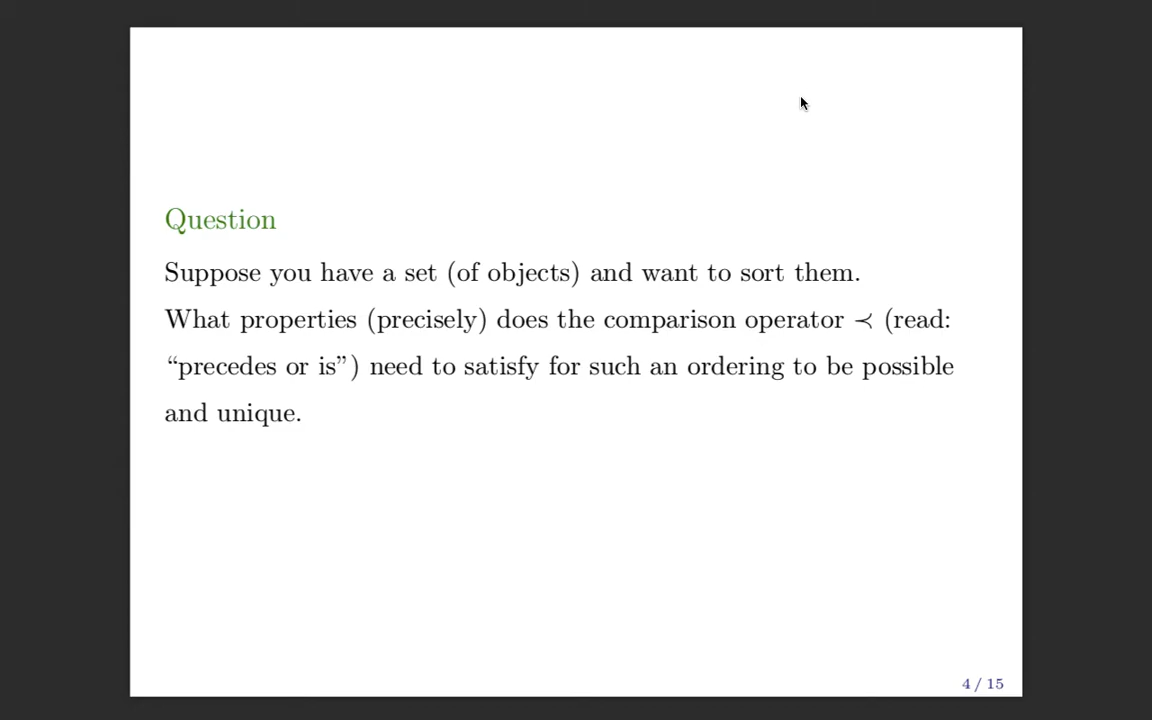 Question
Suppose you have a set (of objects) and want to sort them.
What properties (precisely) does the comparison operator ≺ (read:
“precedes or is”) need to satisfy for such an ordering to be possible
and unique.
4 / 15